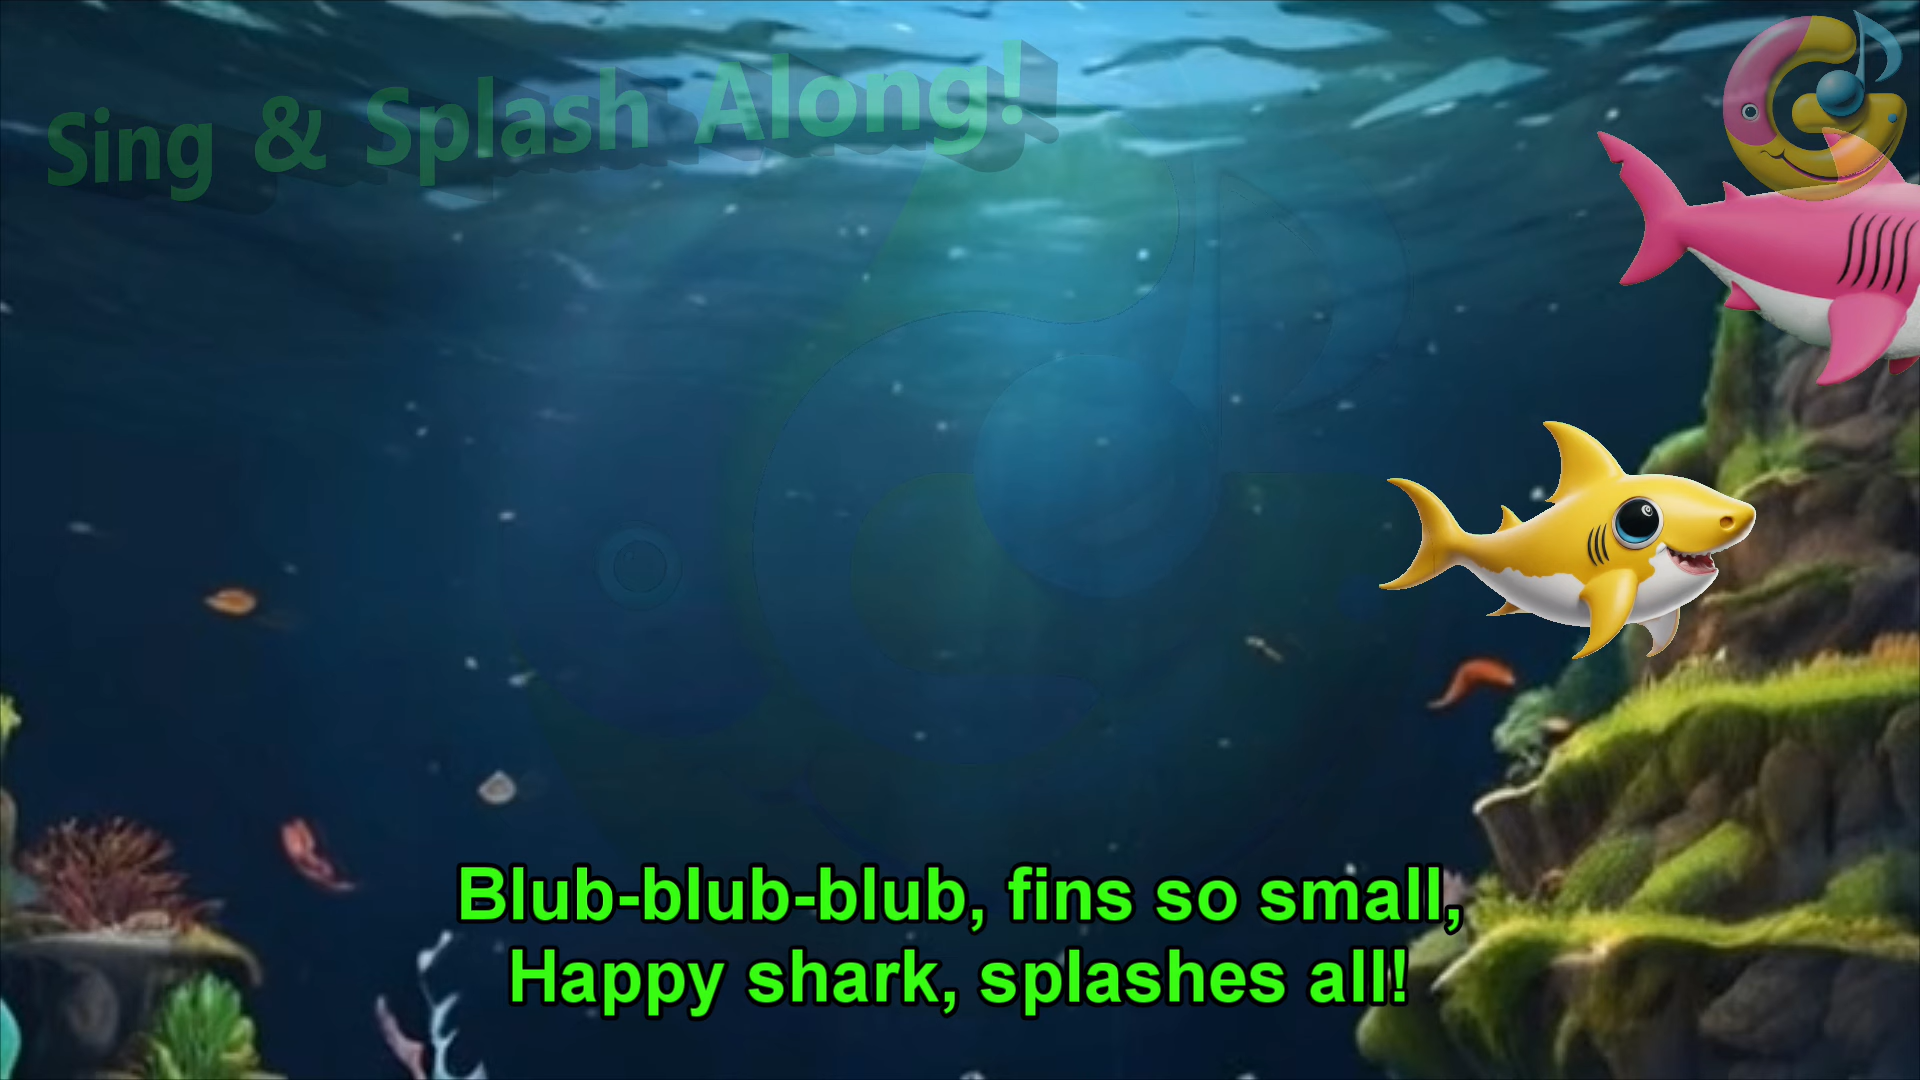 Sing & Splash Along!
Blub-blub-blub, fins so small,
Happy shark, splashes all!